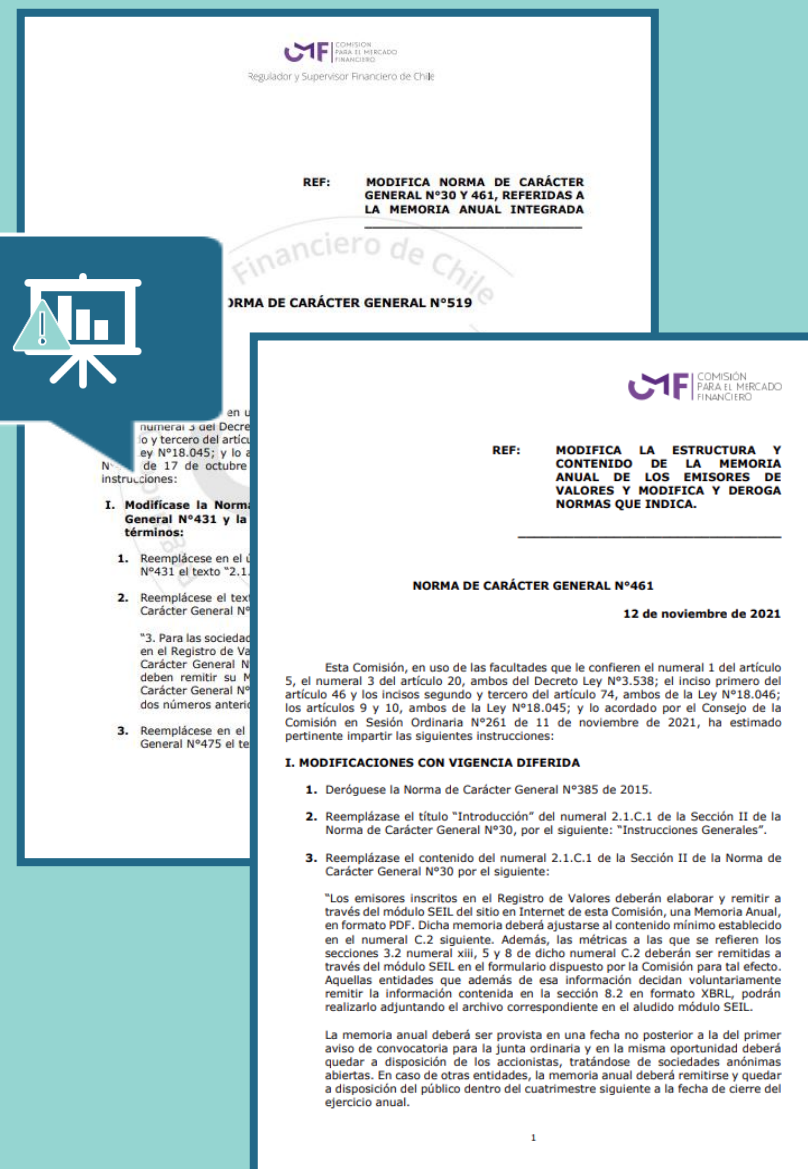 CMF COMISIÓN
PARA EL MERCADO
FINANCIERO
Regulador y Supervisor Financiero de Chile
REF: MODIFICA NORMA DE CARÁCTER
GENERAL N°30 Y 461, REFERIDAS A
LA MEMORIA ANUAL INTEGRADA
Financiero de Chile
DE CARÁCTER GENERAL N°519
en
numeral 3 del
o y tercero del
ey N°18.045; y lo
de 17 de octubre
instrucciones:
I. Modifícase la
General N°431 y la
términos:
1. Reemplácese en el
N°431 el texto "2.1.
2. Reemplácese el
Carácter General
"3. Para las
en el Registro de
Carácter General
deben remitir su
Carácter General
dos números
3. Reemplácese en el
General N°475 el
CMF COMISIÓN
PARA EL MERCADO
FINANCIERO
REF: MODIFICA LA ESTRUCTURA Y
CONTENIDO DE LA MEMORIA
ANUAL DE LOS EMISORES DE
VALORES Y MODIFICA Y DEROGA
NORMAS QUE INDICA.
NORMA DE CARÁCTER GENERAL N°461
12 de noviembre de 2021
Esta Comisión, en uso de las facultades que le confieren el numeral 1 del artículo
5, el numeral 3 del artículo 20, ambos del Decreto Ley N°3.538; el inciso primero del
artículo 46 y los incisos segundo y tercero del artículo 74, ambos de la Ley N°18.046;
los artículos 9 y 10, ambos de la Ley N°18.045; y lo acordado por el Consejo de la
Comisión en Sesión Ordinaria N°261 de 11 de noviembre de 2021, ha estimado
pertinente impartir las siguientes instrucciones:
I. MODIFICACIONES CON VIGENCIA DIFERIDA
1. Deróguese la Norma de Carácter General N°385 de 2015.
2. Reemplázase el título "Introducción" del numeral 2.1.C.1 de la Sección II de la
Norma de Carácter General N°30, por el siguiente: "Instrucciones Generales".
3. Reemplázase el contenido del numeral 2.1.C.1 de la Sección II de la Norma de
Carácter General N°30 por el siguiente:
"Los emisores inscritos en el Registro de Valores deberán elaborar y remitir a
través del módulo SEIL del sitio en Internet de esta Comisión, una Memoria Anual,
en formato PDF. Dicha memoria deberá ajustarse al contenido mínimo establecido
en el numeral C.2 siguiente. Además, las métricas a las que se refieren los
secciones 3.2 numeral xiii, 5 y 8 de dicho numeral C.2 deberán ser remitidas a
través del módulo SEIL en el formulario dispuesto por la Comisión para tal efecto.
Aquellas entidades que además de esa información decidan voluntariamente
remitir la información contenida en la sección 8.2 en formato XBRL, podrán
realizarlo adjuntando el archivo correspondiente en el aludido módulo SEIL.
La memoria anual deberá ser provista en una fecha no posterior a la del primer
aviso de convocatoria para la junta ordinaria y en la misma oportunidad deberá
quedar a disposición de los accionistas, tratándose de sociedades anónimas
abiertas. En caso de otras entidades, la memoria anual deberá remitirse y quedar
a disposición del público dentro del cuatrimestre siguiente a la fecha de cierre del
ejercicio anual.
1